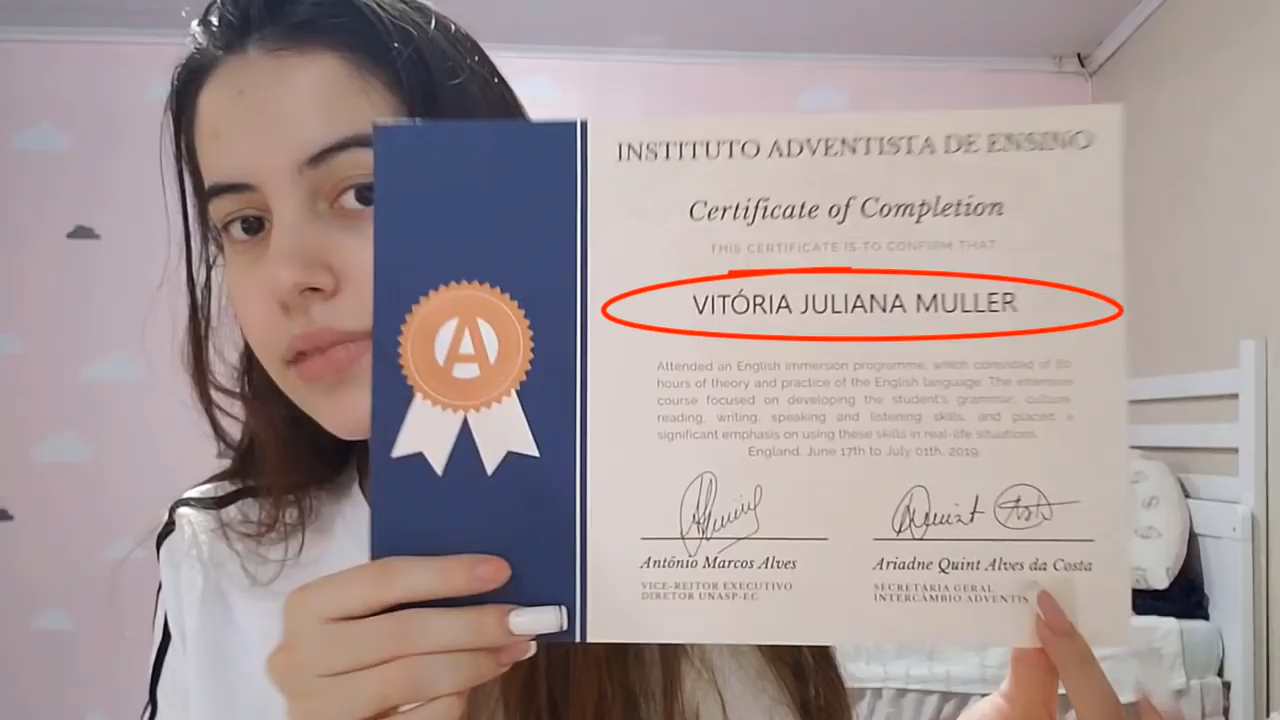 INSTITUTO ADVENTISTA DE ENSINO
Certificate of Completion
THIS CERTIFICATE IS TO CONFIRM THAT
VITÓRIA JULIANA MULLER
A
Attended an English immersion programme, which consisted of 80
hours of theory and practice of the English language. The intensive
course focused on developing the student's grammar, culture
reading, writing, speaking and listening skills, and placed a
significant emphasis on using these skills in real-life situations.
England, June 17th to July 01th, 2019
Antônio Marcos Alves
VICE-REITOR EXECUTIVO
DIRETOR UNASP-EC
Ariadne Quint Alves da Costa
SECRETÁRIA GERAL
INTERCÂMBIO ADVENTIS